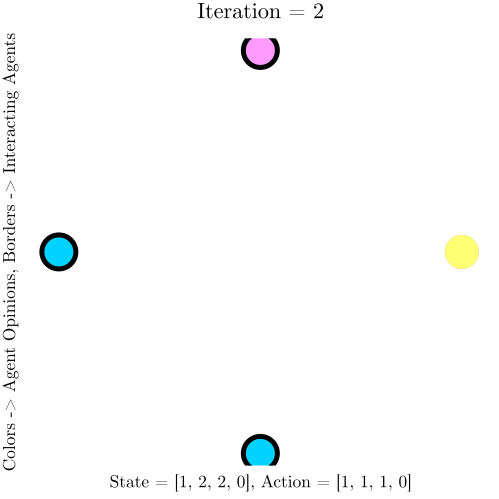 Iteration = 2
Colors -> Agent Opinions, Borders -> Interacting Agents
State = [1, 2, 2, 0], Action = [1, 1, 1, 0]